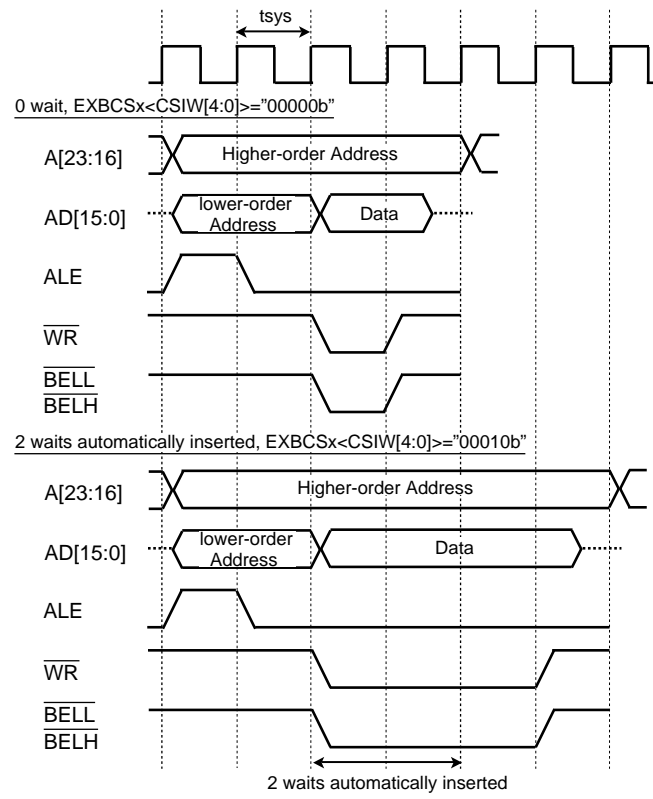 tsys
0 wait, EXBCSx<CSIW[4:0]>="00000b"
A[23:16]
Higher-order Address
AD[15:0]
lower-order
Address
Data
ALE
WR
BELL
BELH
2 waits automatically inserted, EXBCSx<CSIW[4:0]>="00010b"
A[23:16]
Higher-order Address
AD[15:0]
lower-order
Address
Data
ALE
WR
BELL
BELH
2 waits automatically inserted